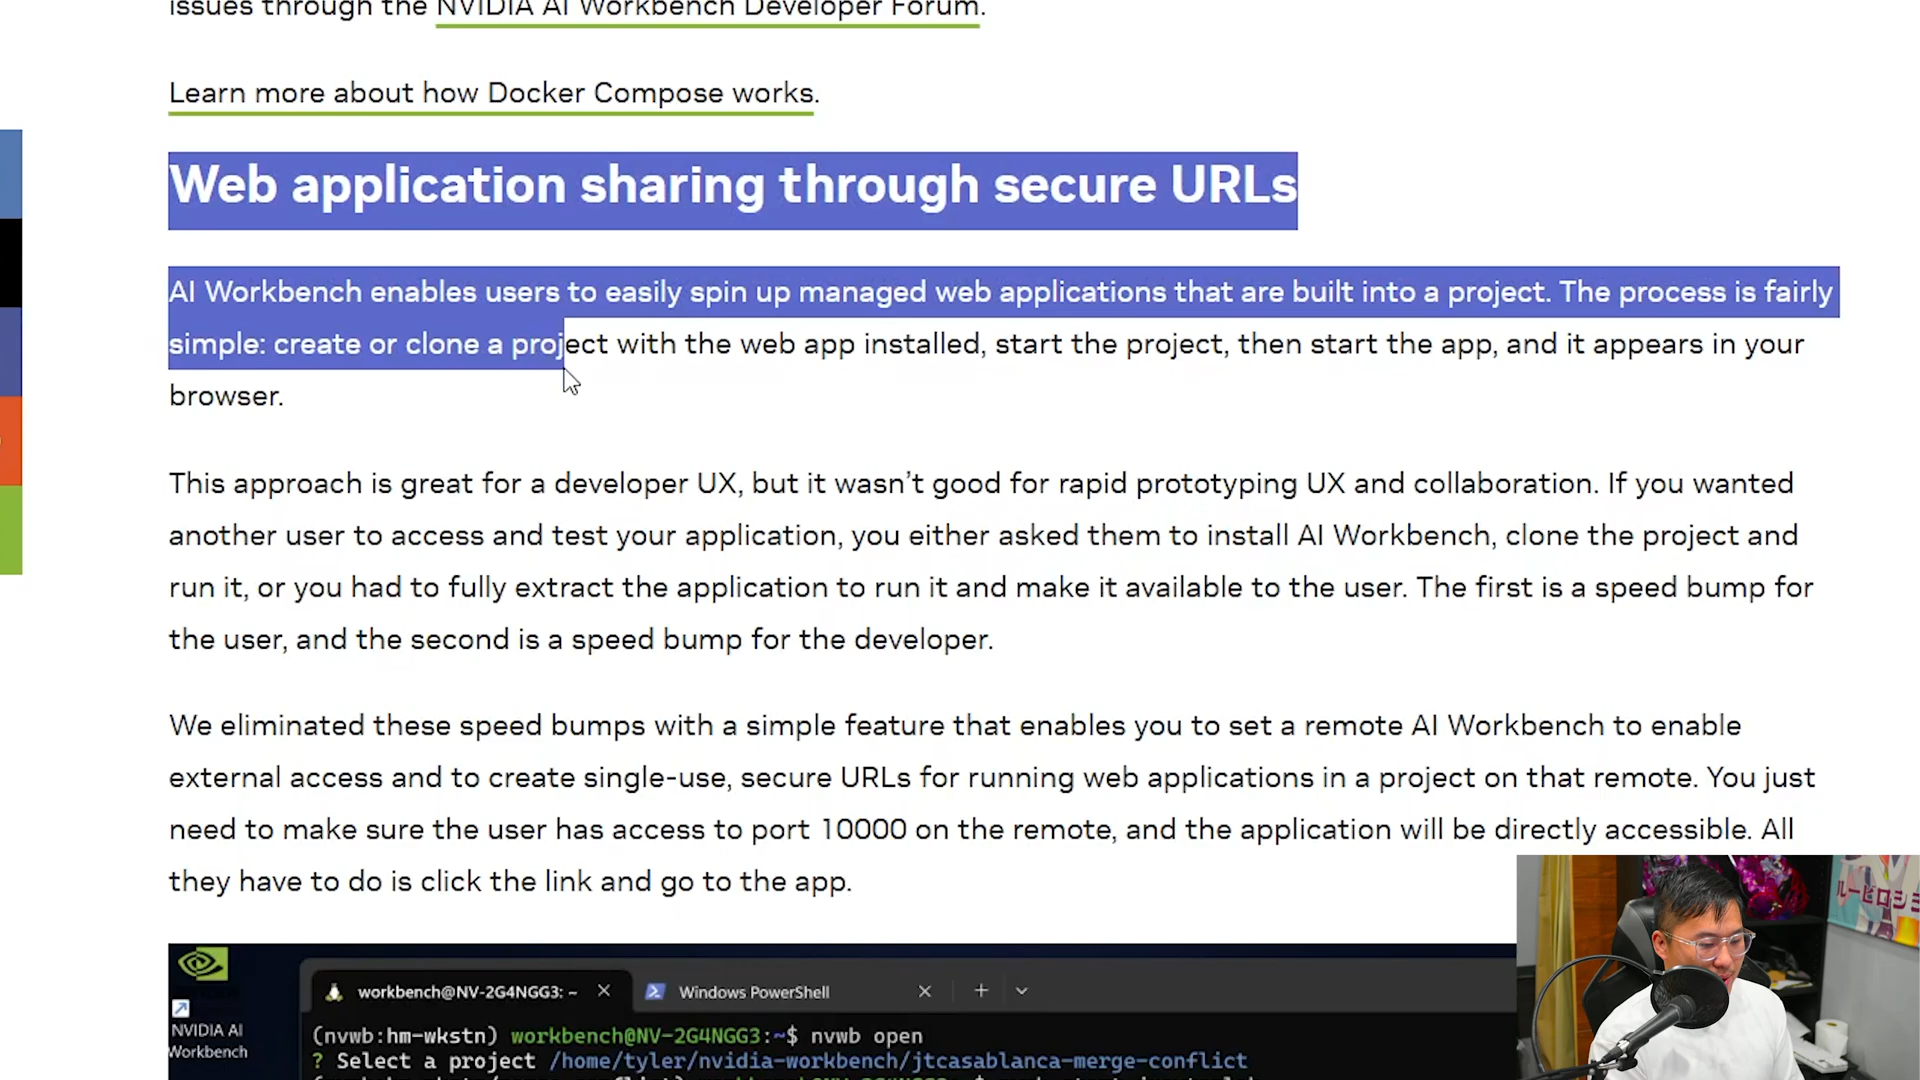 issues through the NVIDIA AI Workbench Developer Forum.
Learn more about how Docker Compose works.
Web application sharing through secure URLs
AI Workbench enables users to easily spin up managed web applications that are built into a project. The process is fairly
simple: create or clone a project with the web app installed, start the project, then start the app, and it appears in your
browser.
This approach is great for a developer UX, but it wasn’t good for rapid prototyping UX and collaboration. If you wanted
another user to access and test your application, you either asked them to install AI Workbench, clone the project and
run it, or you had to fully extract the application to run it and make it available to the user. The first is a speed bump for
the user, and the second is a speed bump for the developer.
We eliminated these speed bumps with a simple feature that enables you to set a remote AI Workbench to enable
external access and to create single-use, secure URLs for running web applications in a project on that remote. You just
need to make sure the user has access to port 10000 on the remote, and the application will be directly accessible. All
they have to do is click the link and go to the app.
workbench@NV-2G4NGG3: ~
Windows PowerShell
NVIDIA AI
Workbench
(nvwb:hm-wkstn) workbench@NV-2G4NGG3:~$ nvwb open
? Select a project /home/tyler/nvidia-workbench/jtcasablanca-merge-conflict